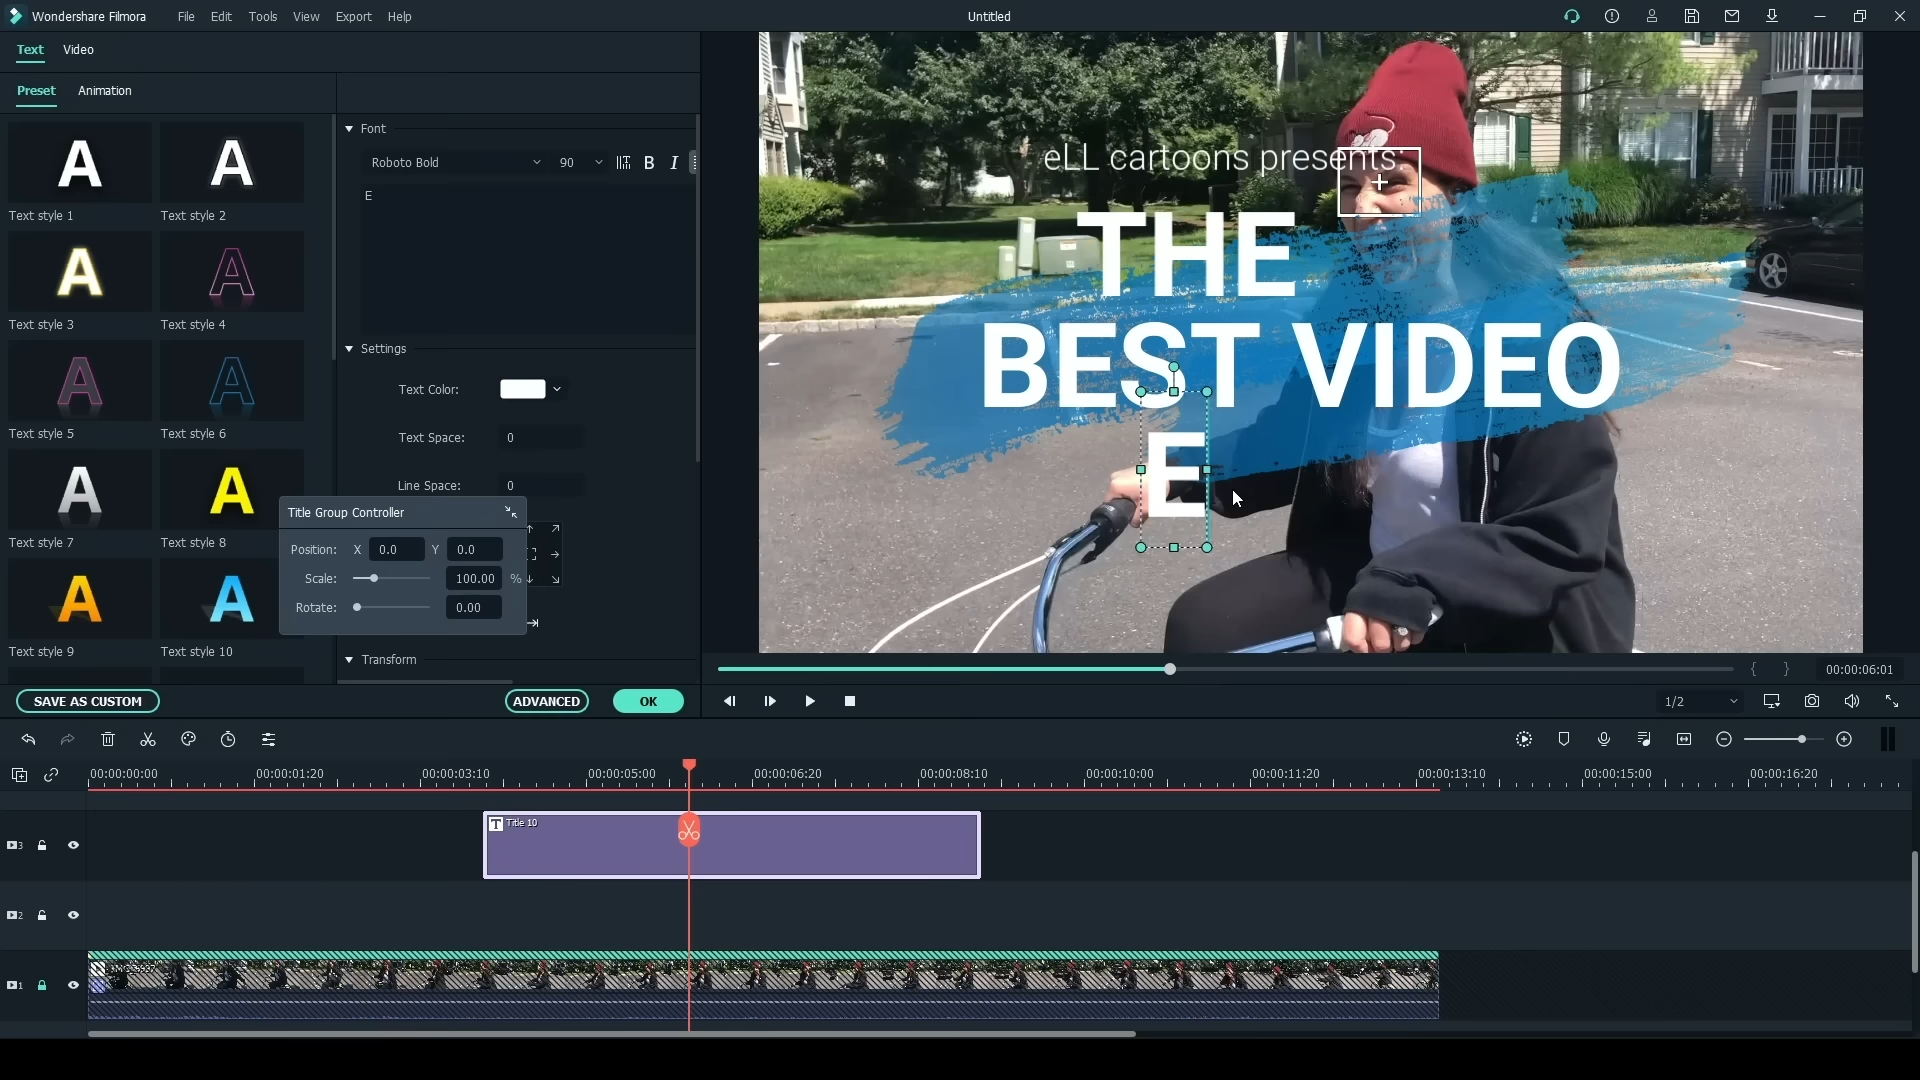 Wondershare Filmora File Edit Tools View Export Help Untitled
Text Video
Preset Animation
Font
Roboto Bold 90 B I
E
A A
Text style 1 Text style 2
A A
Text style 3 Text style 4
A A
Text style 5 Text style 6
A A
Text style 7 Text style 8
A A
Text style 9 Text style 10
Settings
Text Color:
Text Space: 0
Line Space: 0
Title Group Controller
Position: X 0.0 Y 0.0
Scale: 100.00 %
Rotate: 0.00
Transform
SAVE AS CUSTOM ADVANCED OK
eLL cartoons presents:
THE
BEST VIDEO
E
{ } 00:00:06:01
1/2
00:00:00:00 00:00:01:20 00:00:03:10 00:00:05:00 00:00:06:20 00:00:08:10 00:00:10:00 00:00:11:20 00:00:13:10 00:00:15:00 00:00:16:20
3
T Title 10
2
1